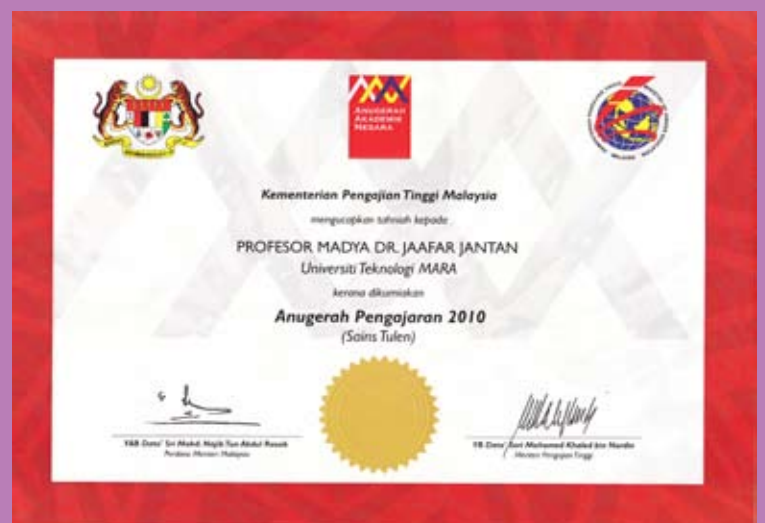 ANUGERAH
AKADEMIK
NEGARA
Kementerian Pengajian Tinggi Malaysia
mengucapkan tahniah kepada
PROFESOR MADYA DR. JAAFAR JANTAN
Universiti Teknologi MARA
kerana dikurniakan
Anugerah Pengajaran 2010
(Sains Tulen)
YAB Dato' Sri Mohd. Najib Tun Abdul Razak
Perdana Menteri Malaysia
YB Dato' Seri Mohamed Khaled bin Nordin
Menteri Pengajian Tinggi